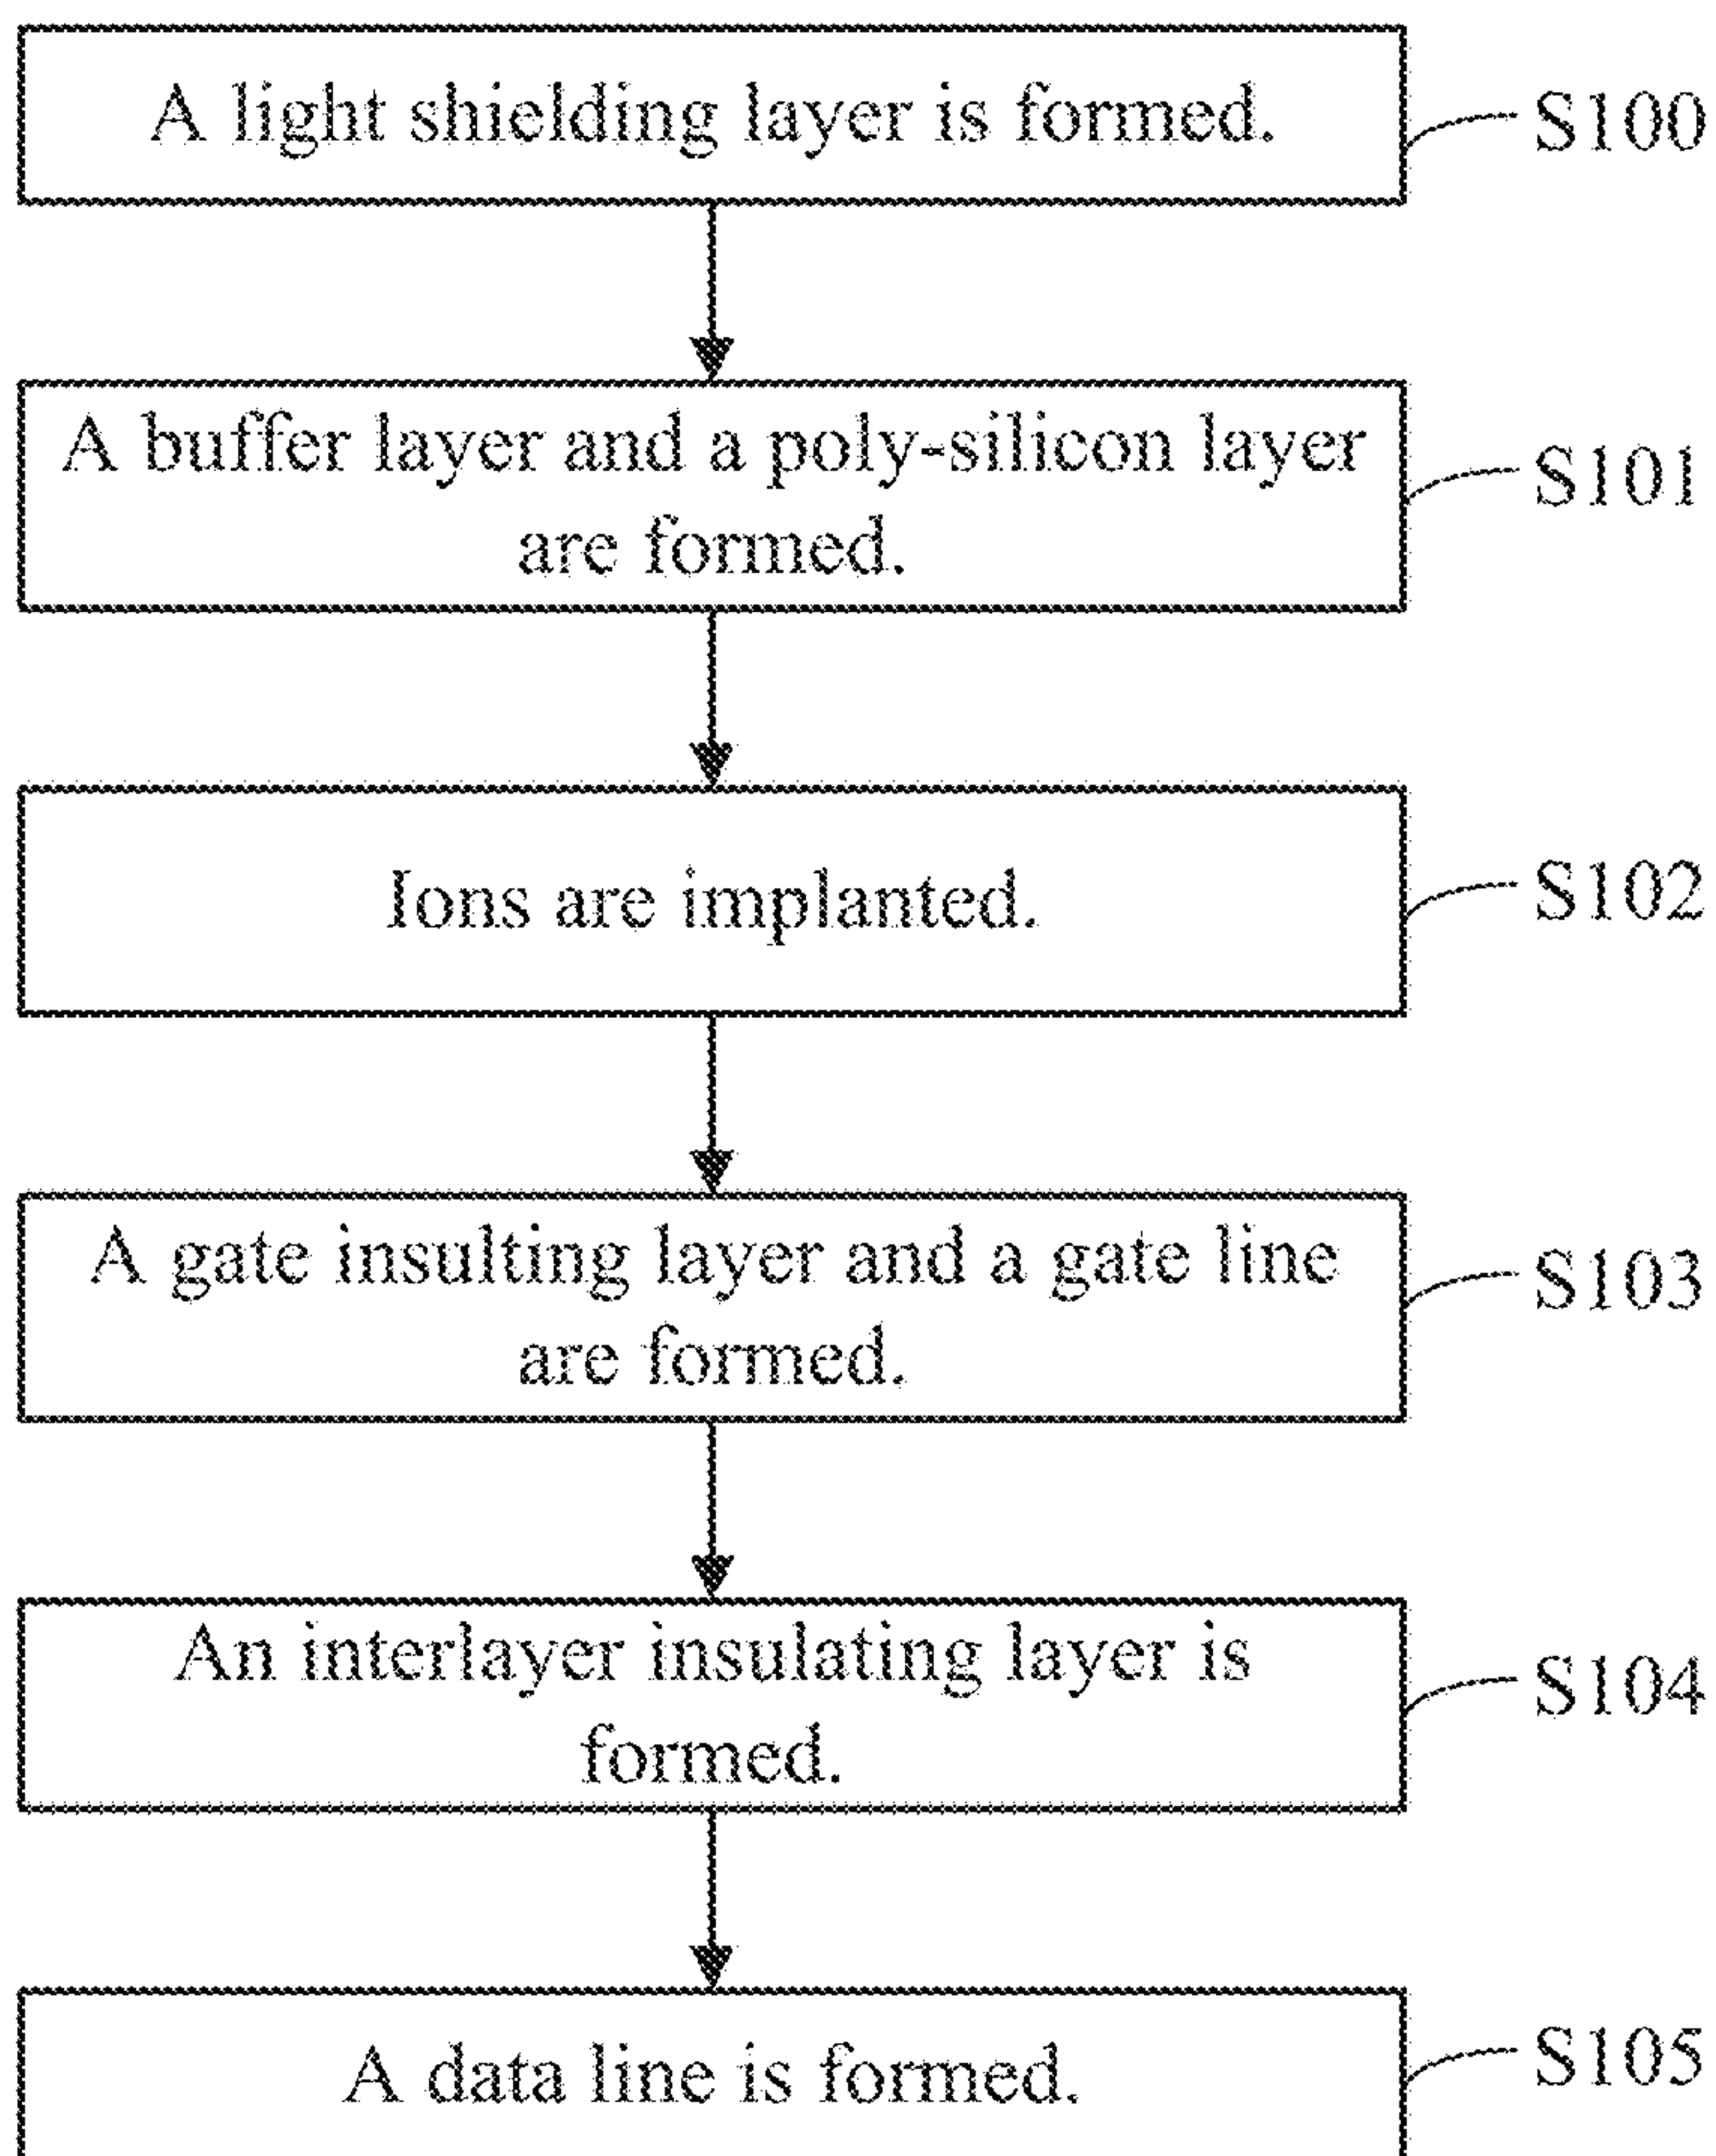 A light shielding layer is formed.
S100
A buffer layer and a poly-silicon layer
are formed.
S101
Ions are implanted.
S102
A gate insulting layer and a gate line
are formed.
S103
An interlayer insulating layer is
formed.
S104
A data line is formed.
S105